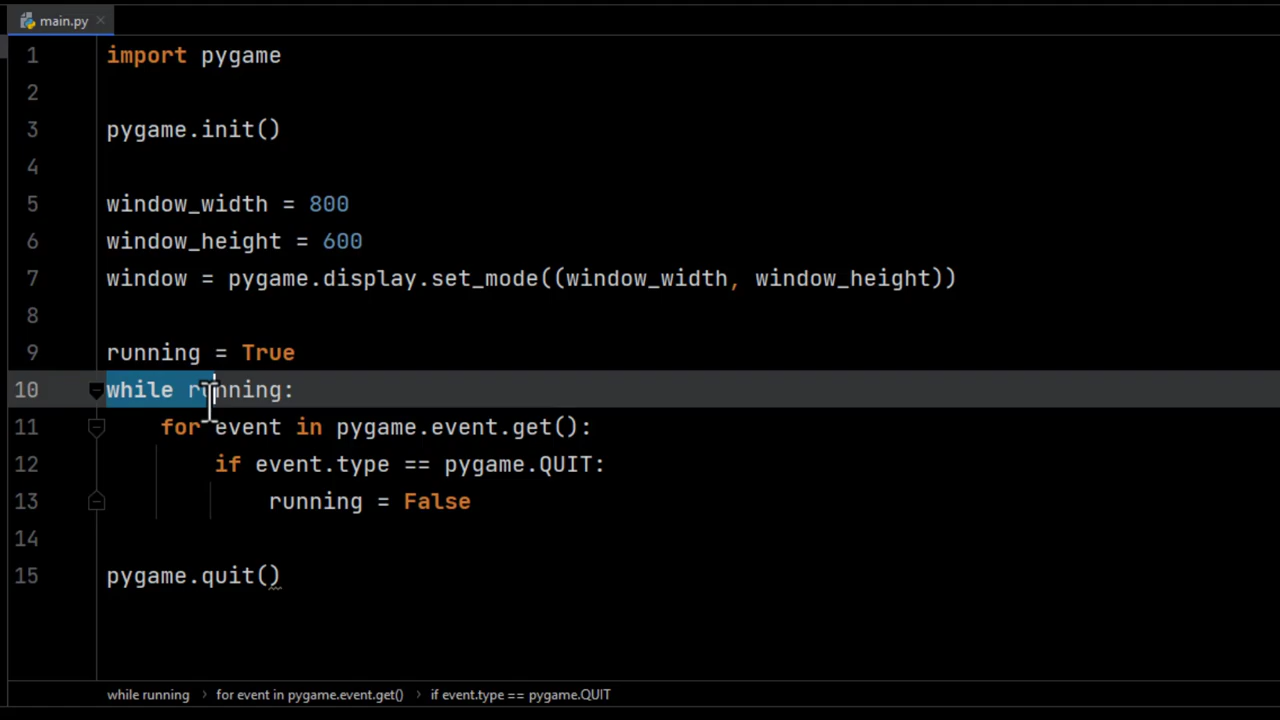 main.py
1 import pygame
2
3 pygame.init()
4
5 window_width = 800
6 window_height = 600
7 window = pygame.display.set_mode((window_width, window_height))
8
9 running = True
10 while running:
11     for event in pygame.event.get():
12         if event.type == pygame.QUIT:
13             running = False
14
15 pygame.quit()
while running > for event in pygame.event.get() > if event.type == pygame.QUIT